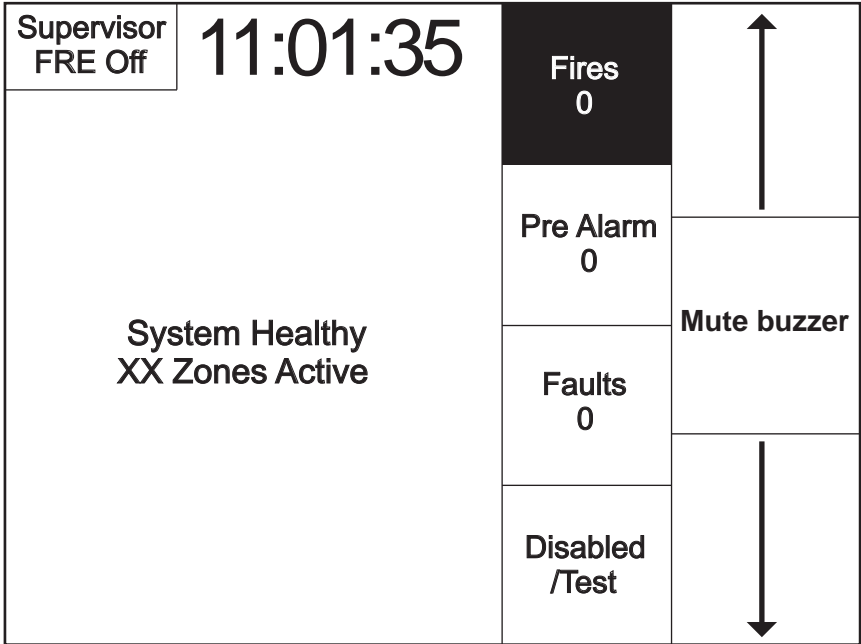 Supervisor
FRE Off
11:01:35
Fires
0
Pre Alarm
0
Mute buzzer
System Healthy
XX Zones Active
Faults
0
Disabled
/Test